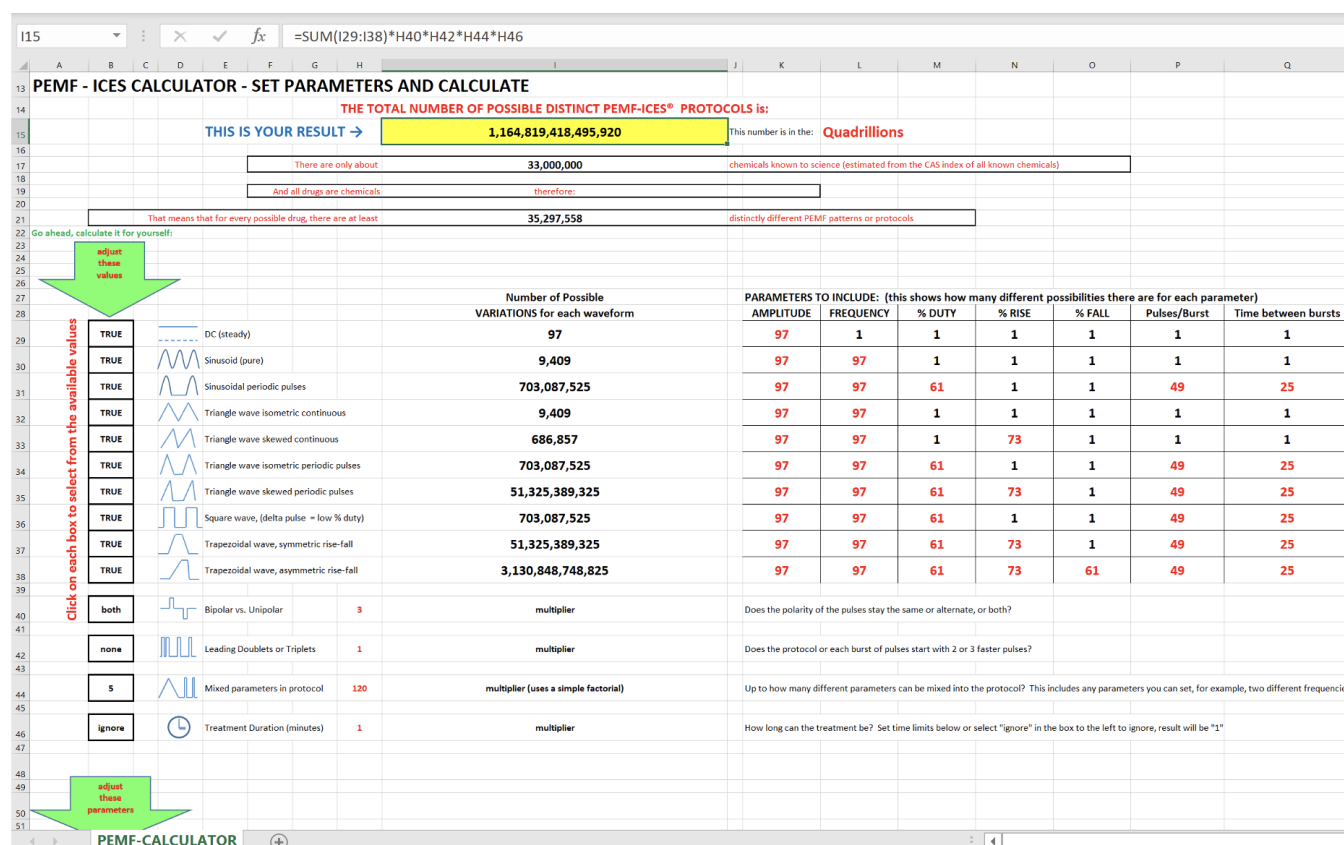 I15 fx =SUM(I29:I38)*H40*H42*H44*H46
A B C D E F G H I J K L M N O P Q
13 PEMF - ICES CALCULATOR - SET PARAMETERS AND CALCULATE
14 THE TOTAL NUMBER OF POSSIBLE DISTINCT PEMF-ICES® PROTOCOLS is:
15 THIS IS YOUR RESULT → 1,164,819,418,495,920 This number is in the: Quadrillions
16
17 There are only about 33,000,000 chemicals known to science (estimated from the CAS index of all known chemicals)
18
19 And all drugs are chemicals therefore:
20
21 That means that for every possible drug, there are at least 35,297,558 distinctly different PEMF patterns or protocols
22 Go ahead, calculate it for yourself:
23 adjust
24 these
25 values
26
27 Number of Possible PARAMETERS TO INCLUDE: (this shows how many different possibilities there are for each parameter)
28 VARIATIONS for each waveform AMPLITUDE FREQUENCY % DUTY % RISE % FALL Pulses/Burst Time between bursts
Click on each box to select from the available values
29 TRUE DC (steady) 97 97 1 1 1 1 1 1
30 TRUE Sinusoid (pure) 9,409 97 97 1 1 1 1 1
31 TRUE Sinusoidal periodic pulses 703,087,525 97 97 61 1 1 49 25
32 TRUE Triangle wave isometric continuous 9,409 97 97 1 1 1 1 1
33 TRUE Triangle wave skewed continuous 686,857 97 97 1 73 1 1 1
34 TRUE Triangle wave isometric periodic pulses 703,087,525 97 97 61 1 1 49 25
35 TRUE Triangle wave skewed periodic pulses 51,325,389,325 97 97 61 73 1 49 25
36 TRUE Square wave, (delta pulse = low % duty) 703,087,525 97 97 61 1 1 49 25
37 TRUE Trapezoidal wave, symmetric rise-fall 51,325,389,325 97 97 61 73 1 49 25
38 TRUE Trapezoidal wave, asymmetric rise-fall 3,130,848,748,825 97 97 61 73 61 49 25
39
40 both Bipolar vs. Unipolar 3 multiplier Does the polarity of the pulses stay the same or alternate, or both?
41
42 none Leading Doublets or Triplets 1 multiplier Does the protocol or each burst of pulses start with 2 or 3 faster pulses?
43
44 5 Mixed parameters in protocol 120 multiplier (uses a simple factorial) Up to how many different parameters can be mixed into the protocol? This includes any parameters you can set, for example, two different frequencie
45
46 ignore Treatment Duration (minutes) 1 multiplier How long can the treatment be? Set time limits below or select "ignore" in the box to the left to ignore, result will be "1"
47
48
49 adjust
these
50 parameters
51
PEMF-CALCULATOR